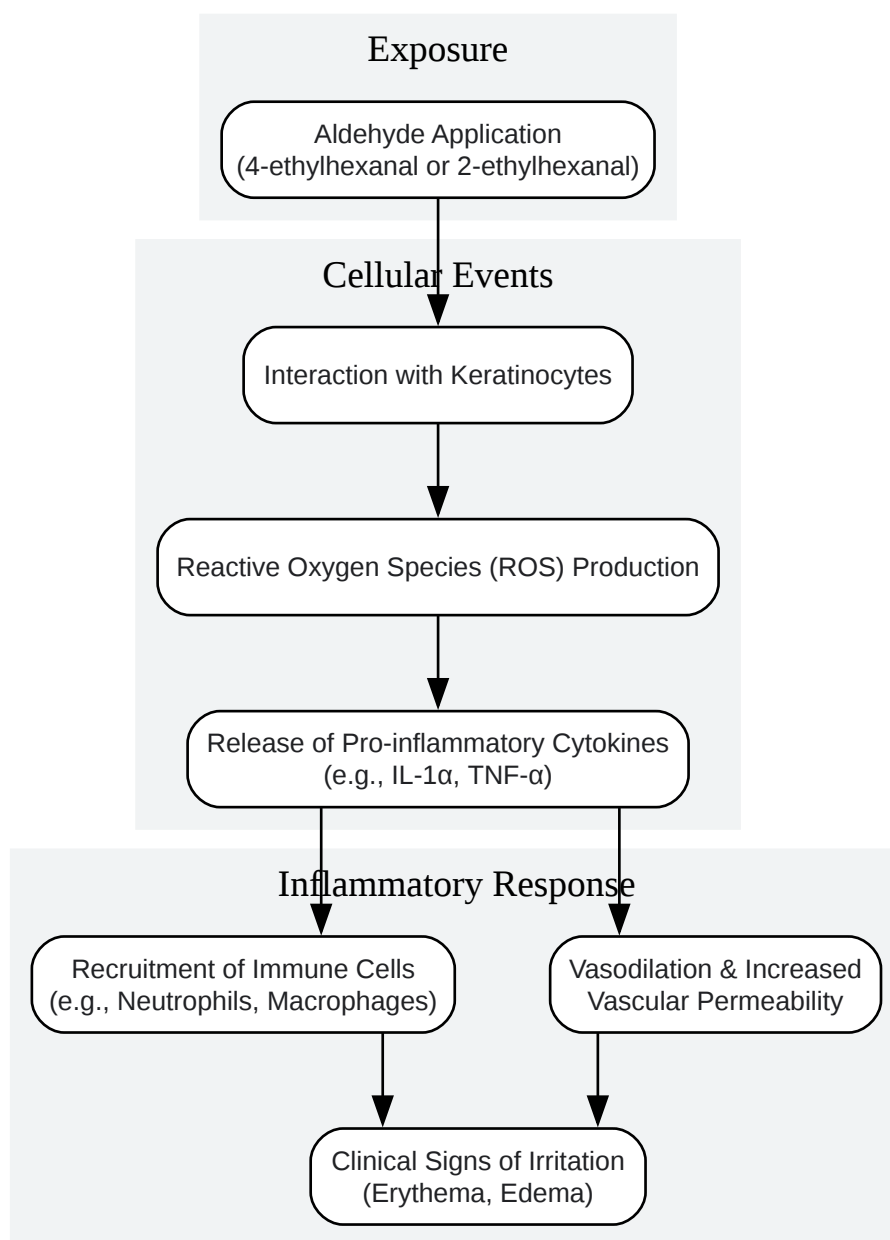 Exposure
Aldehyde Application
(4-ethylhexanal or 2-ethylhexanal)
Cellular Events
Interaction with Keratinocytes
Reactive Oxygen Species (ROS) Production
Release of Pro-inflammatory Cytokines
(e.g., IL-1α, TNF-α)
Inflammatory Response
Recruitment of Immune Cells
(e.g., Neutrophils, Macrophages)
Vasodilation & Increased
Vascular Permeability
Clinical Signs of Irritation
(Erythema, Edema)